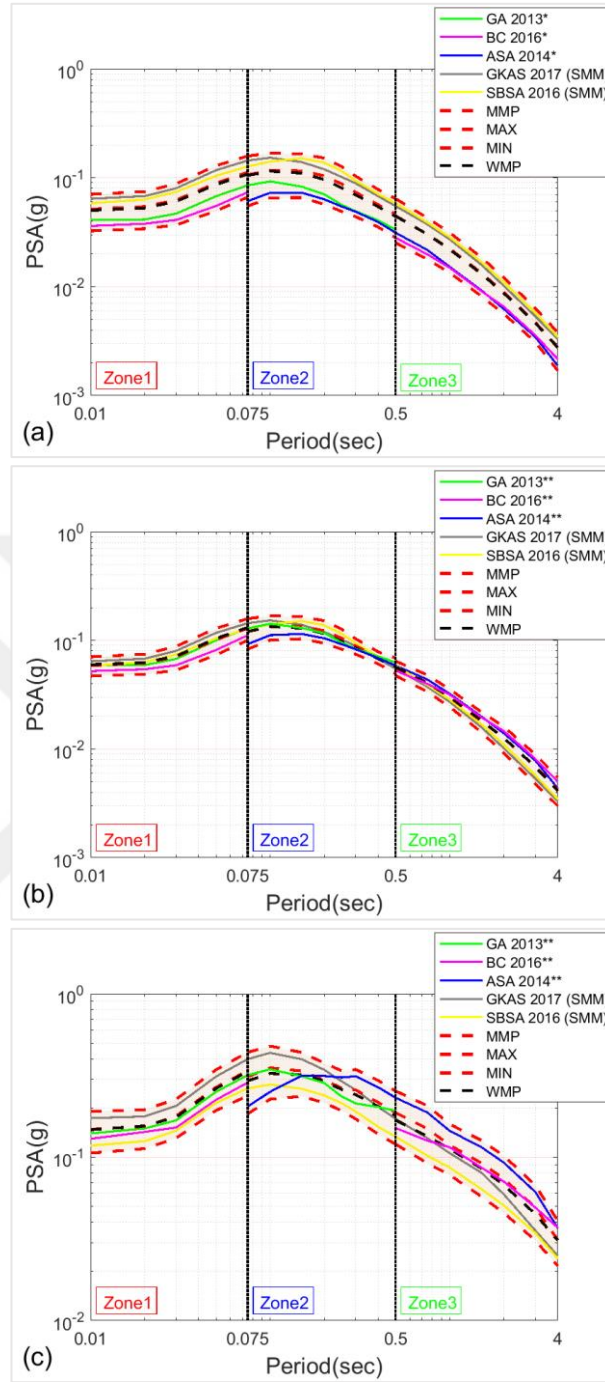 GA 2013*
BC 2016*
ASA 2014*
GKAS 2017 (SMM)
SBSA 2016 (SMM)
MMP
MAX
MIN
WMP
10^0
10^-1
10^-2
10^-3
PSA(g)
Zone1
Zone2
Zone3
0.01
0.075
0.5
4
Period(sec)
(a)
GA 2013**
BC 2016**
ASA 2014**
GKAS 2017 (SMM)
SBSA 2016 (SMM)
MMP
MAX
MIN
WMP
10^0
10^-1
10^-2
10^-3
PSA(g)
Zone1
Zone2
Zone3
0.01
0.075
0.5
4
Period(sec)
(b)
GA 2013**
BC 2016**
ASA 2014**
GKAS 2017 (SMM)
SBSA 2016 (SMM)
MMP
MAX
MIN
WMP
10^0
10^-1
10^-2
PSA(g)
Zone1
Zone2
Zone3
0.01
0.075
0.5
4
Period(sec)
(c)